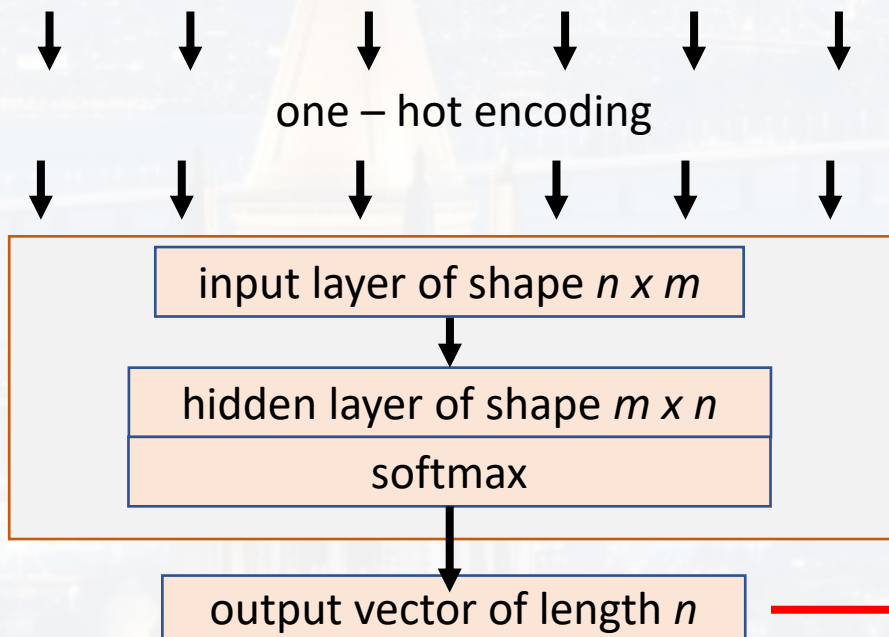 one – hot encoding
input layer of shape n x m
hidden layer of shape m x n
softmax
output vector of length n